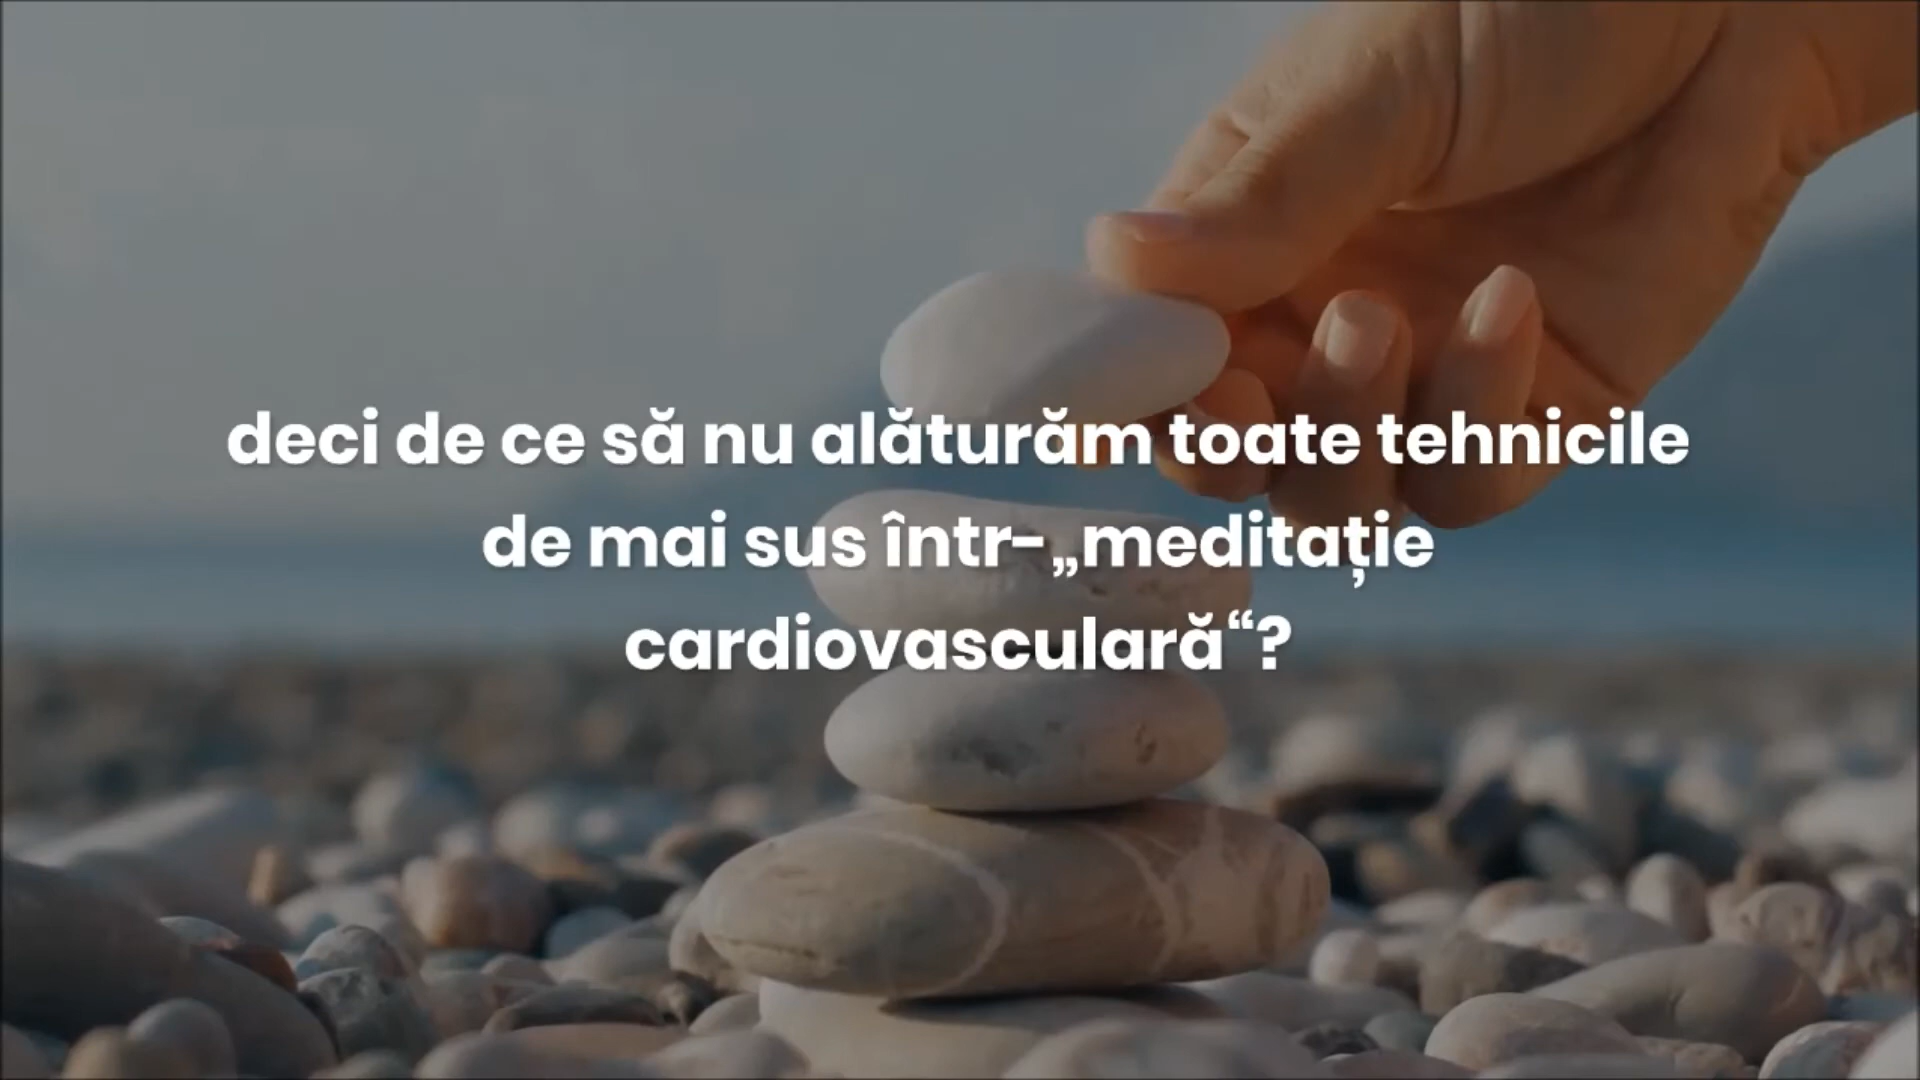 deci de ce să nu alăturăm toate tehnicile
de mai sus într-„meditație
cardiovasculară“?